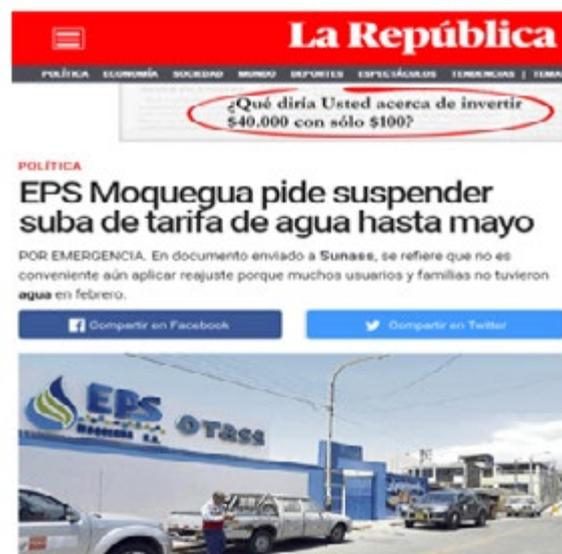 La República
POLÍTICA ECONOMÍA SOCIEDAD MUNDO DEPORTES ESPECTÁCULOS TENDENCIAS | TEMA
¿Qué diría Usted acerca de invertir
$40.000 con sólo $100?
POLÍTICA
EPS Moquegua pide suspender
suba de tarifa de agua hasta mayo
POR EMERGENCIA. En documento enviado a Sunass, se refiere que no es
conveniente aún aplicar reajuste porque muchos usuarios y familias no tuvieron
agua en febrero.
Compartir en Facebook
Compartir en Twitter
EPS OTASS
MOQUEGUA S.A.